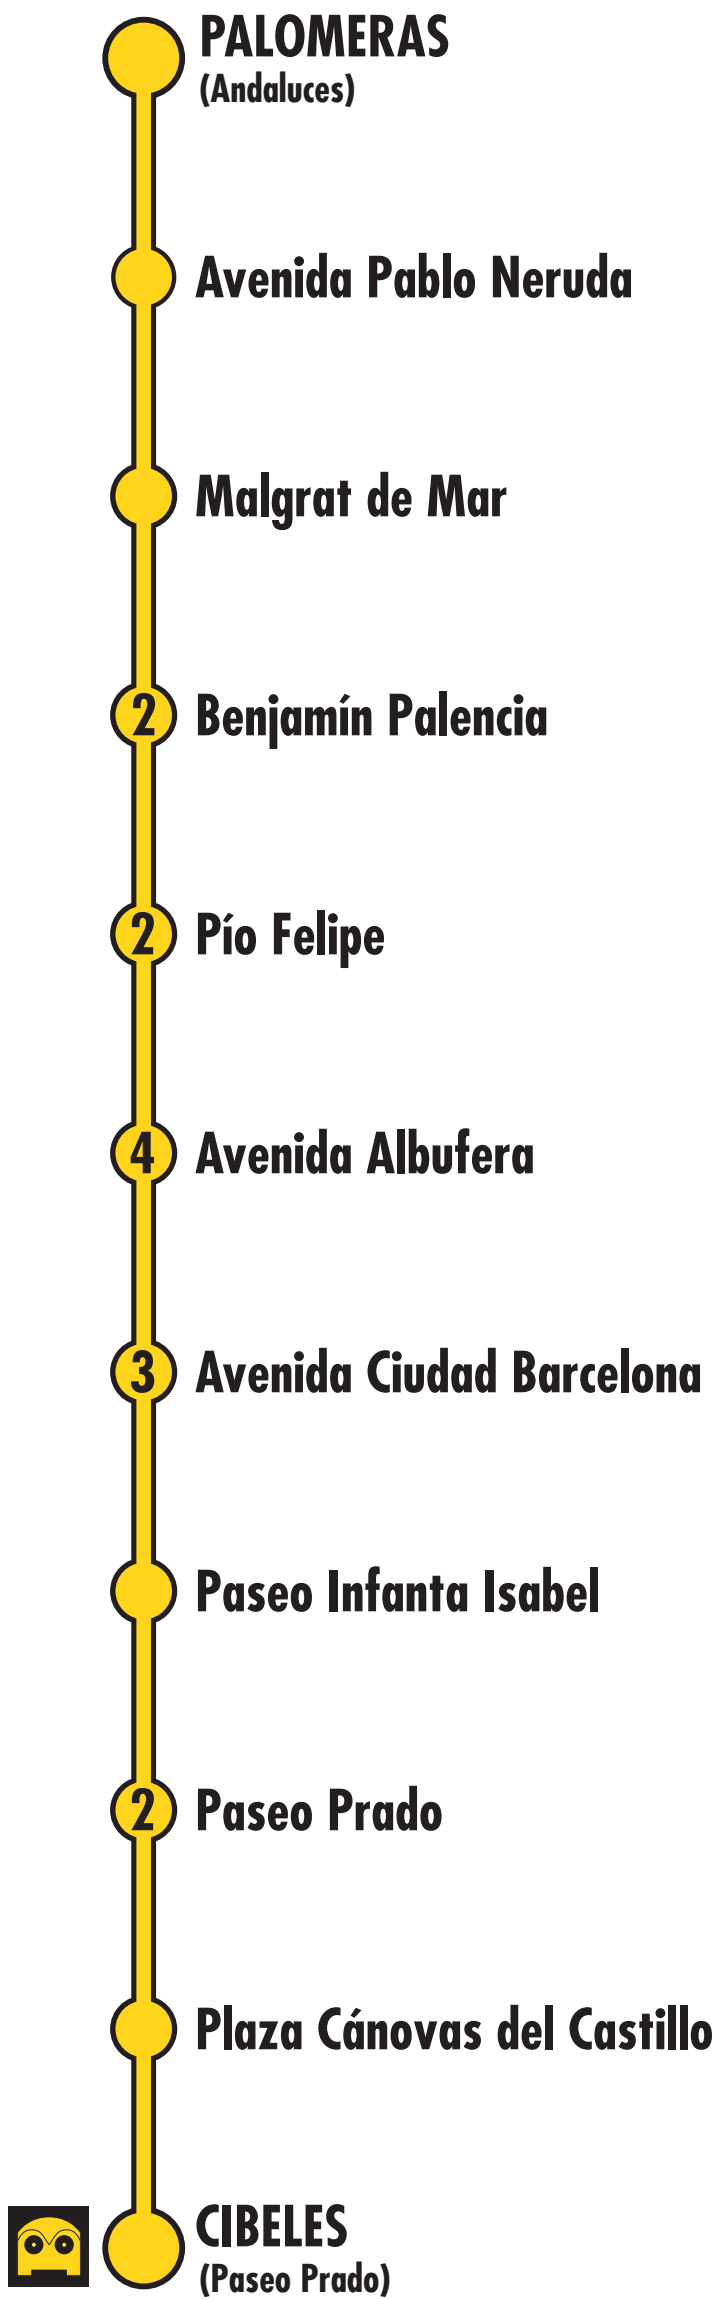 PALOMERAS
(Andaluces)
Avenida Pablo Neruda
Malgrat de Mar
2 Benjamín Palencia
2 Pío Felipe
4 Avenida Albufera
3 Avenida Ciudad Barcelona
Paseo Infanta Isabel
2 Paseo Prado
Plaza Cánovas del Castillo
CIBELES
(Paseo Prado)